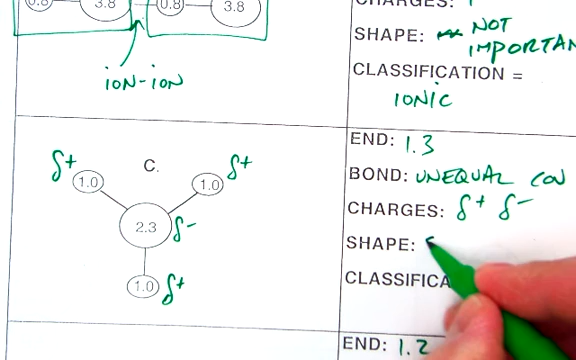 0.8 3.8 0.8 3.8
ION-ION
CHARGES:
SHAPE: NOT
IMPORTAN
CLASSIFICATION =
IONIC
C.
δ+ 1.0 1.0 δ+
2.3 δ-
1.0 δ+
END: 1.3
BOND: UNEQUAL COV
CHARGES: δ+ δ-
SHAPE: S
CLASSIFICA
END: 1.2